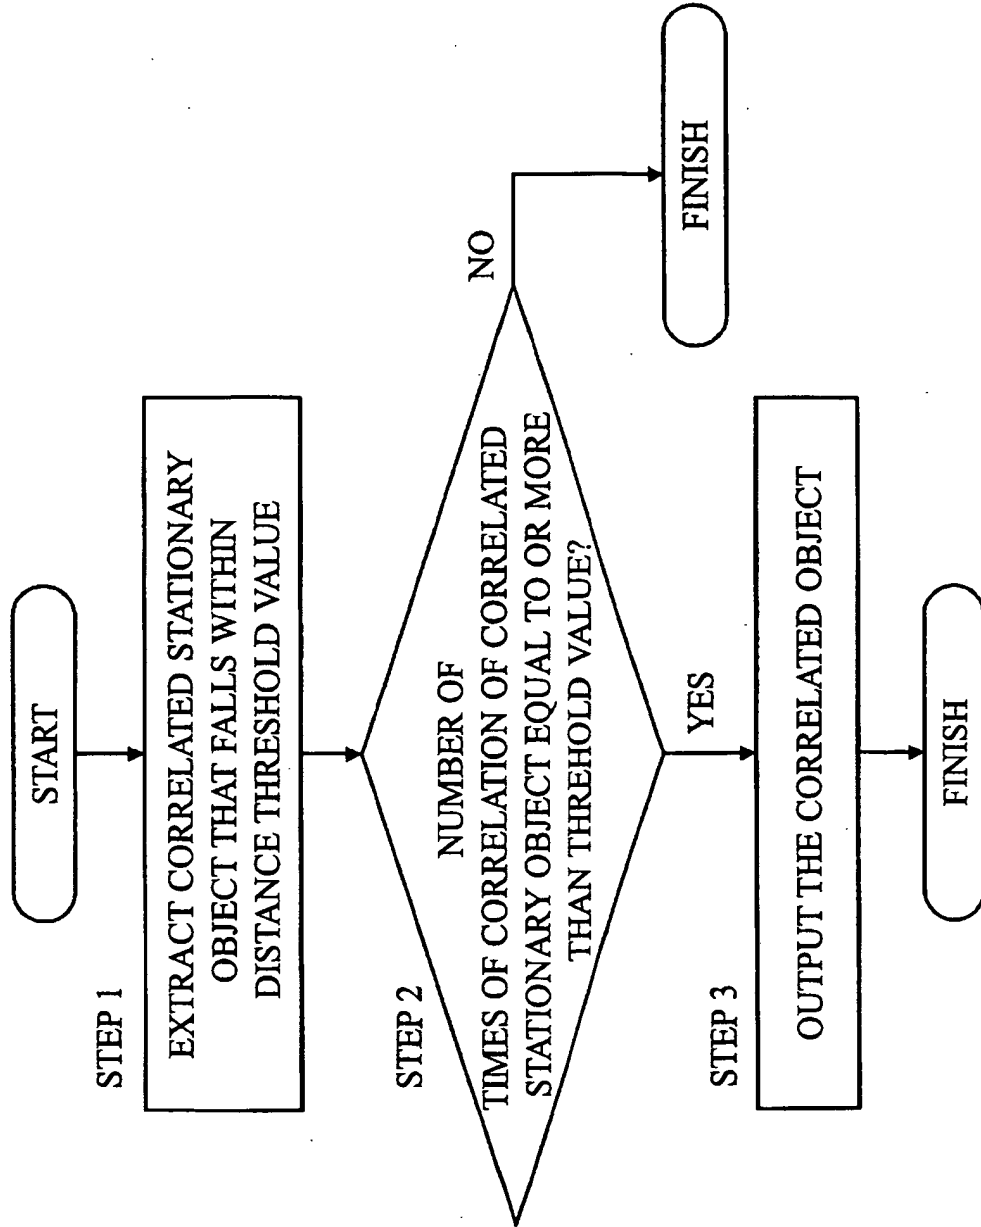 START
STEP 1
EXTRACT CORRELATED STATIONARY
OBJECT THAT FALLS WITHIN
DISTANCE THRESHOLD VALUE
STEP 2
NUMBER OF
TIMES OF CORRELATION OF CORRELATED
STATIONARY OBJECT EQUAL TO OR MORE
THAN THREHOLD VALUE?
NO
FINISH
YES
STEP 3
OUTPUT THE CORRELATED OBJECT
FINISH